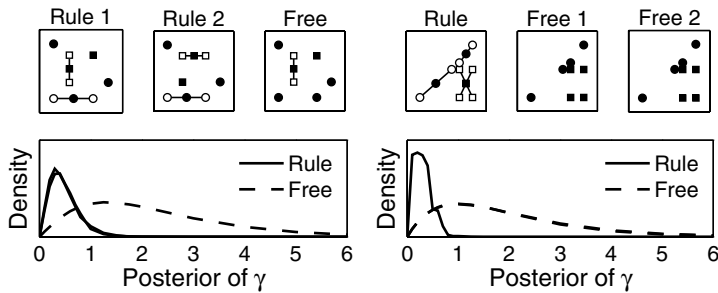 Rule 1 Rule 2 Free Rule Free 1 Free 2
Density
Rule
Free
0 1 2 3 4 5 6
Posterior of γ
Density
Rule
Free
0 1 2 3 4 5 6
Posterior of γ